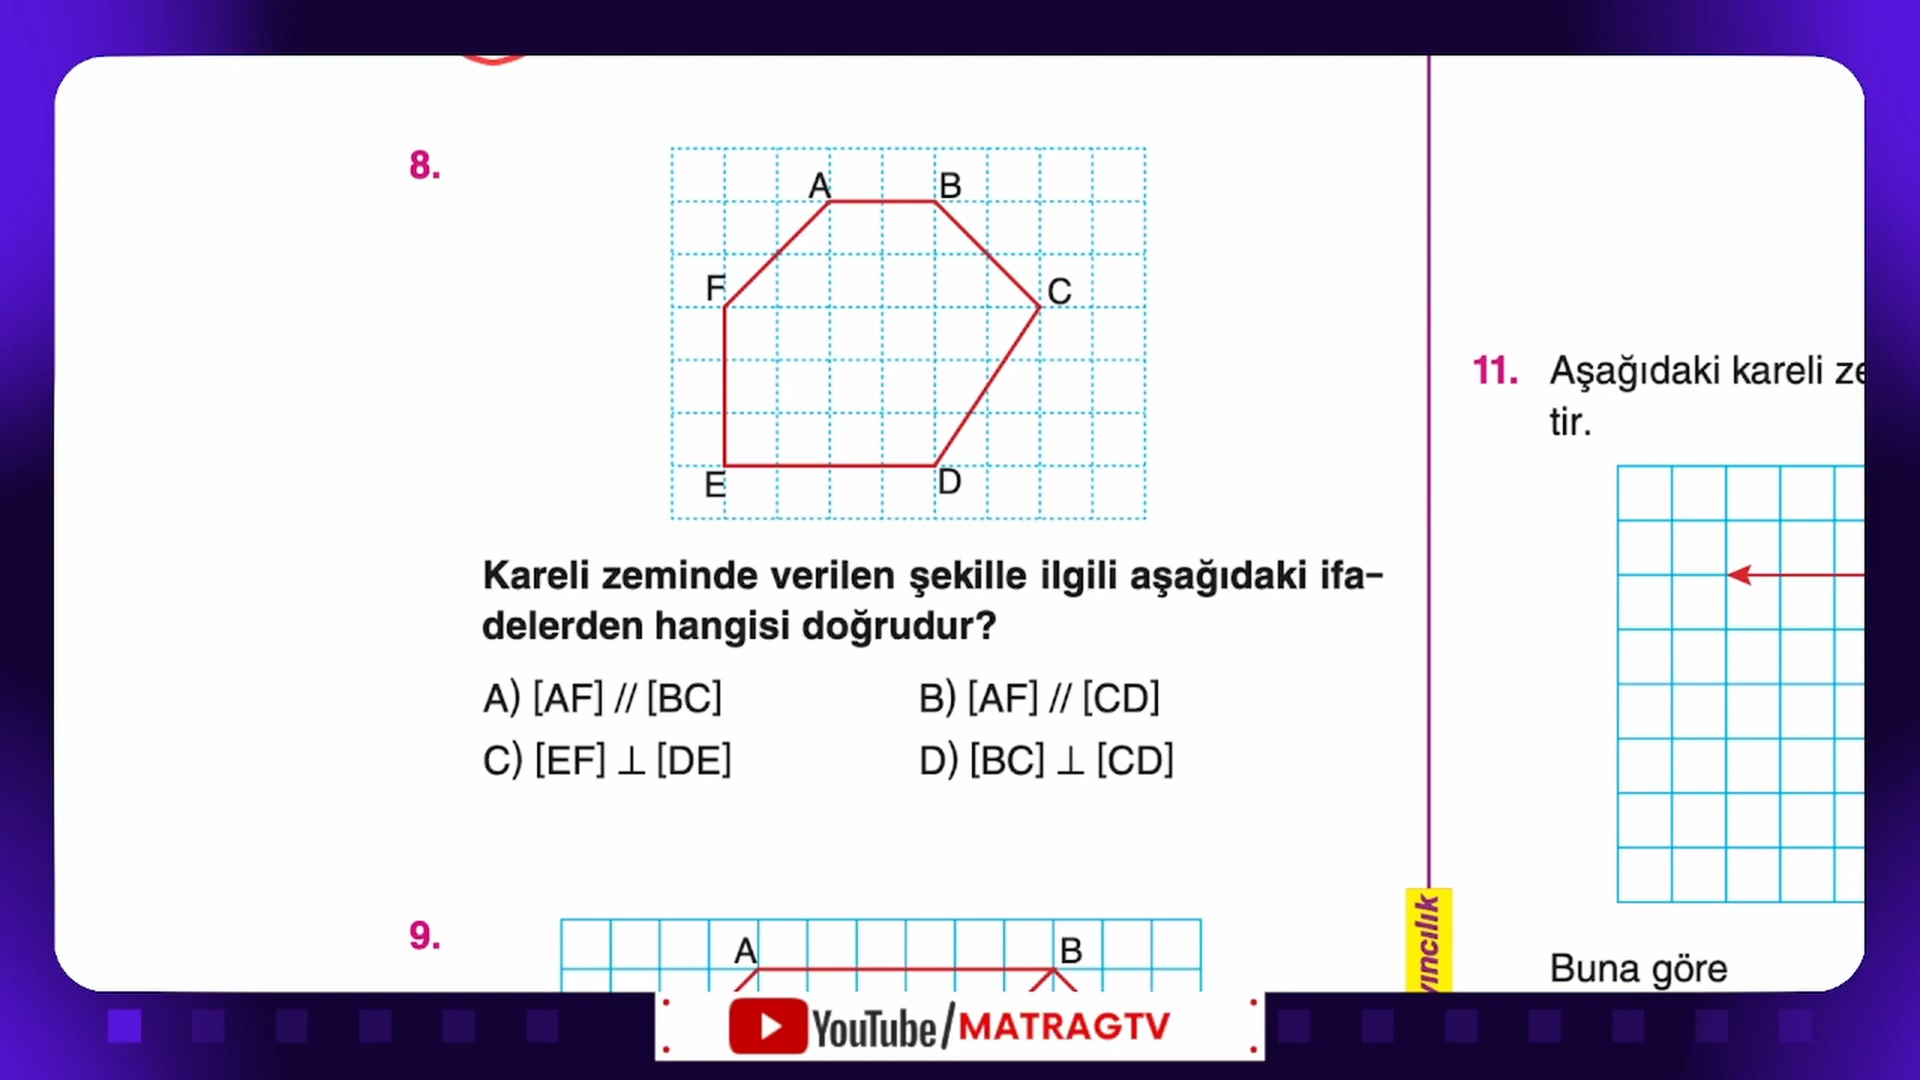 8.
A B
F C
E D
Kareli zeminde verilen şekille ilgili aşağıdaki ifa-
delerden hangisi doğrudur?
A) [AF] // [BC] B) [AF] // [CD]
C) [EF] ⊥ [DE] D) [BC] ⊥ [CD]
9.
A B
11. Aşağıdaki kareli ze
tir.
Buna göre
yıncılık
YouTube/MATRAGTV